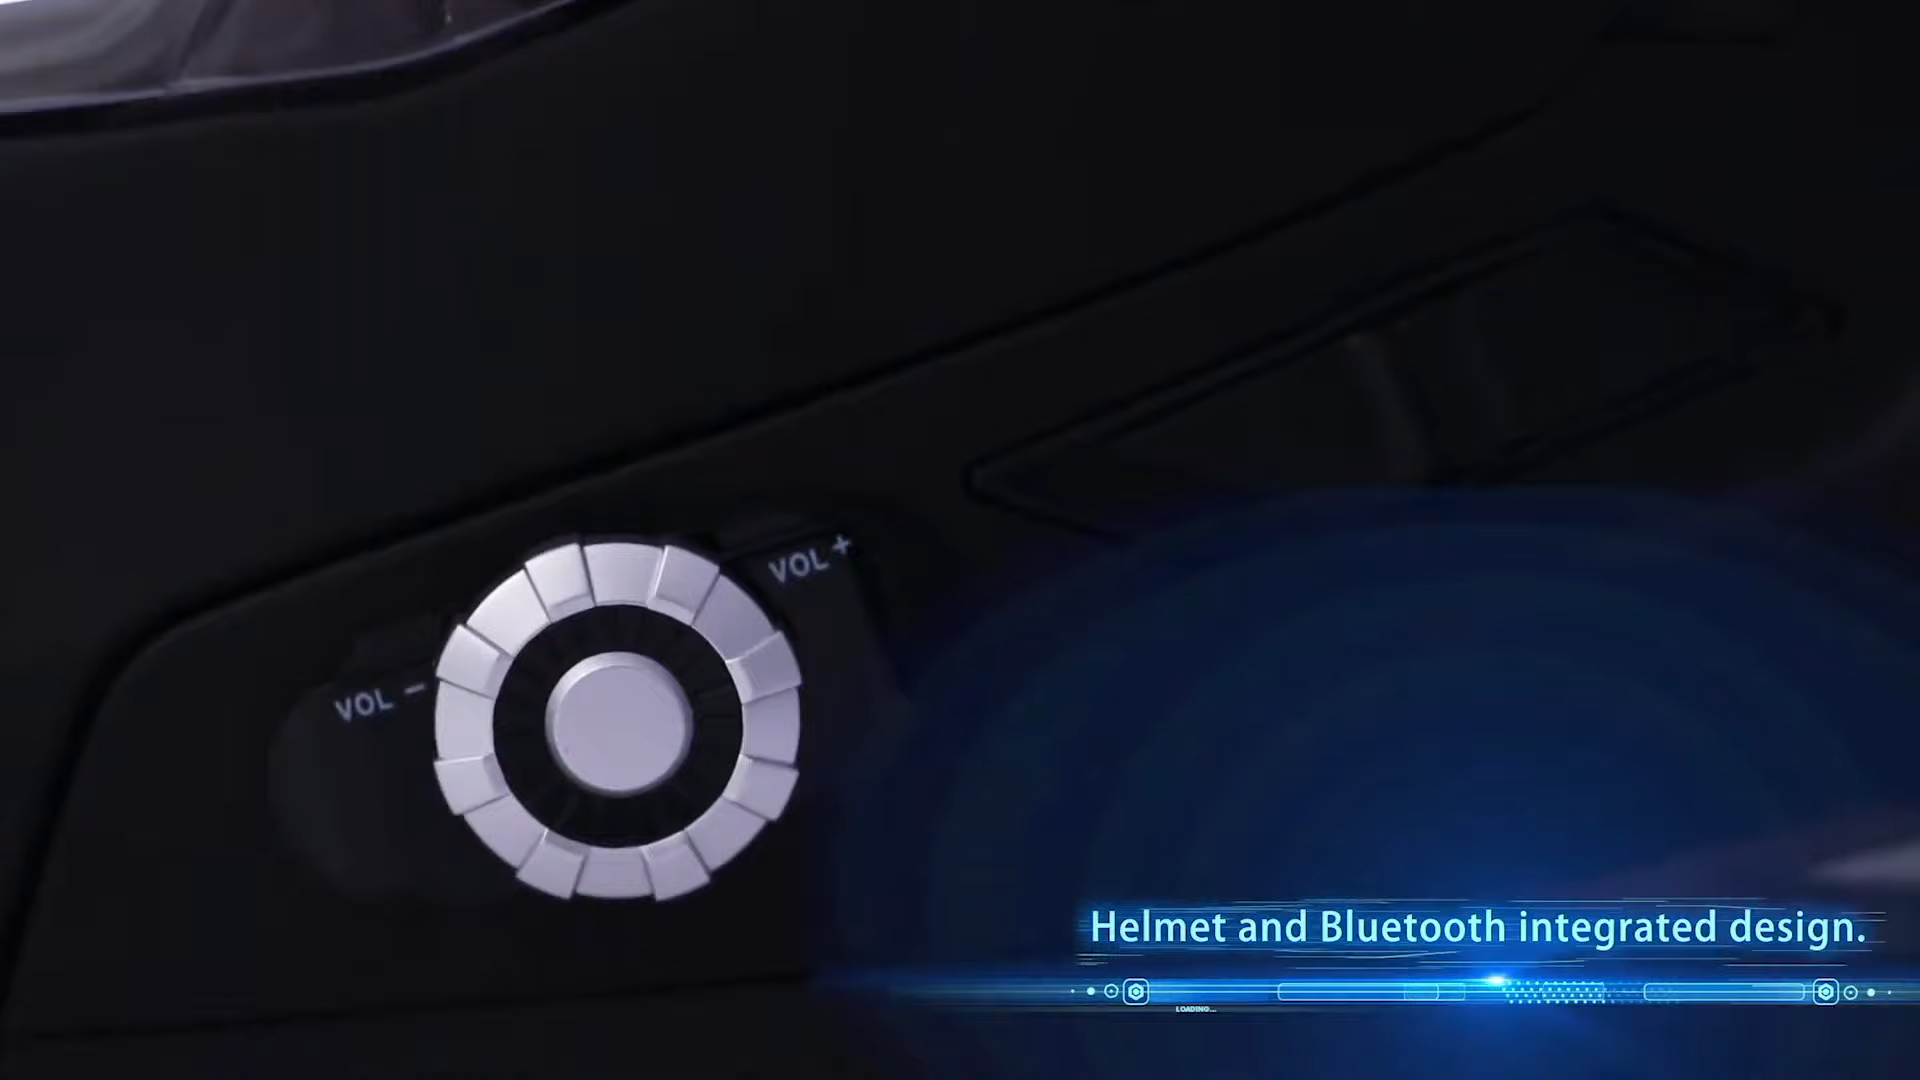 VOL +
VOL -
Helmet and Bluetooth integrated design.
LOADING...